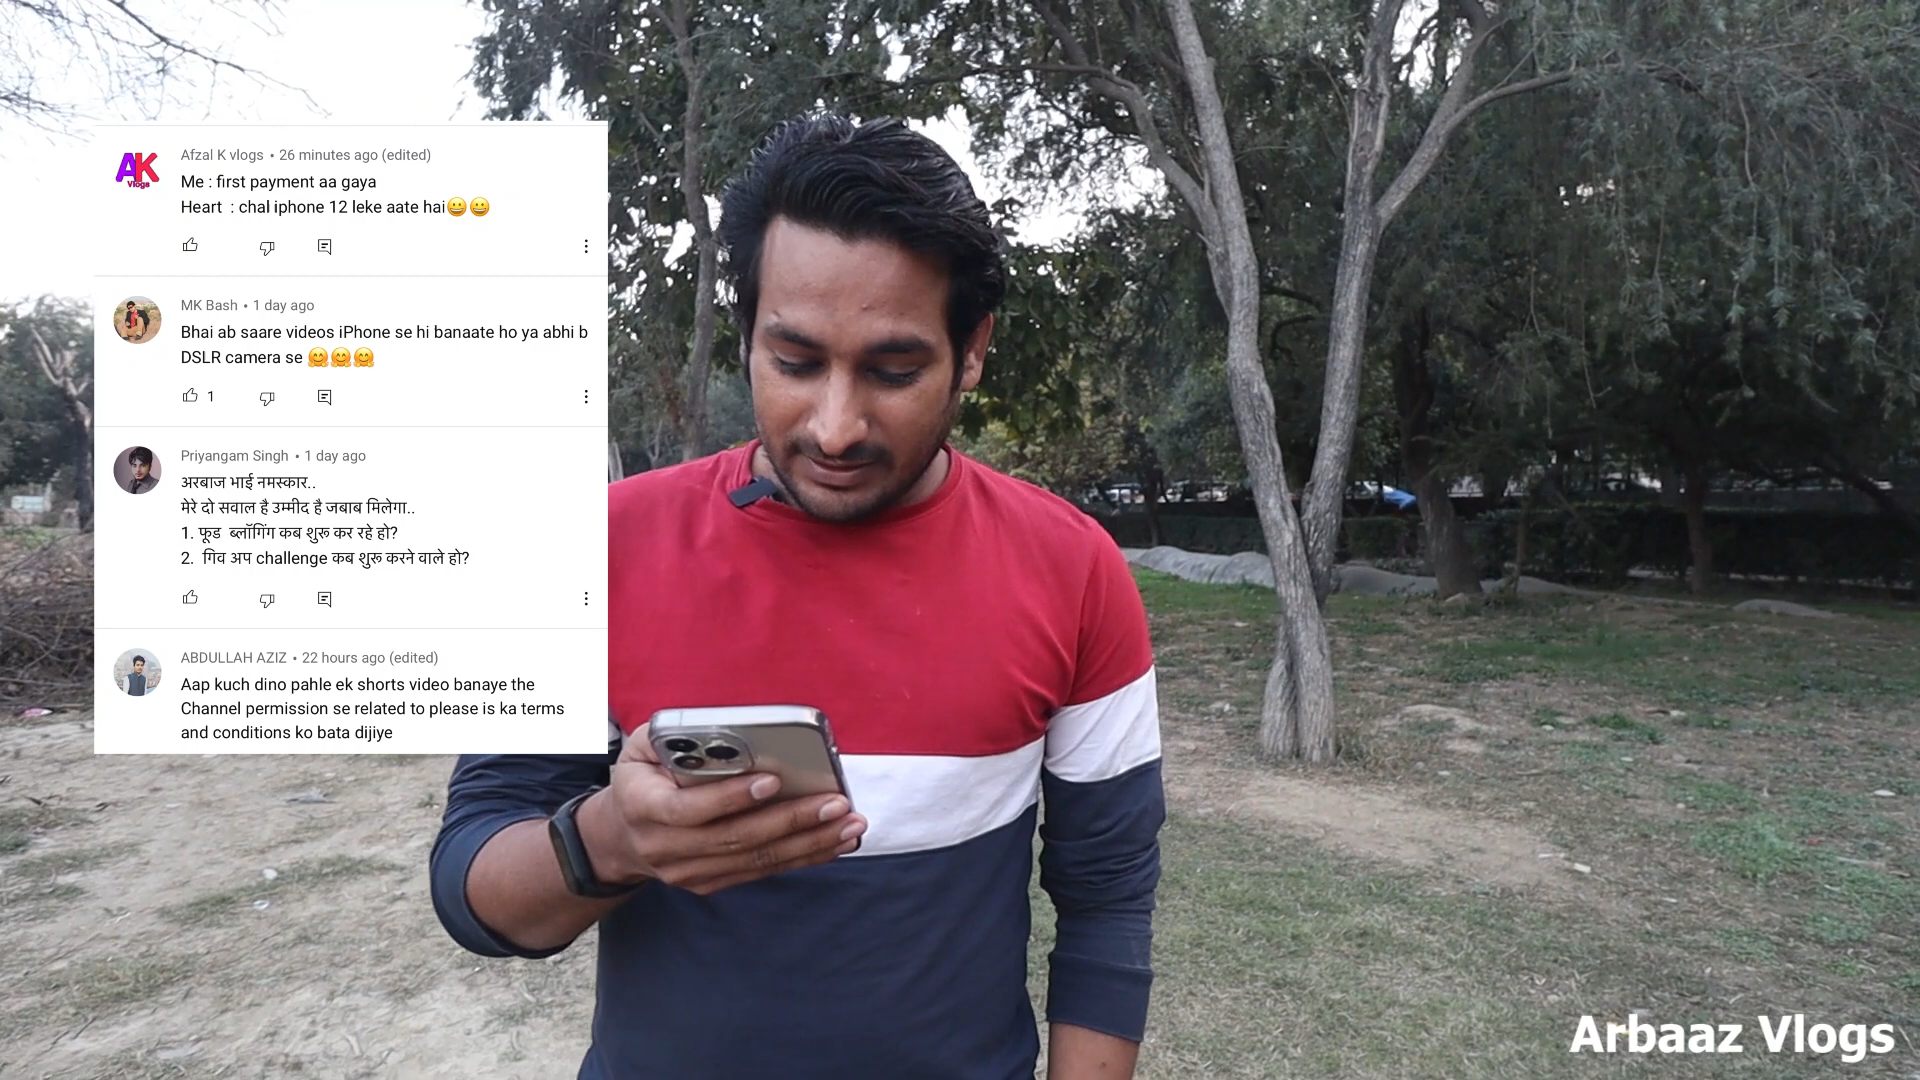 AK
Vlogs
Afzal K vlogs • 26 minutes ago (edited)
Me : first payment aa gaya
Heart : chal iphone 12 leke aate hai😀😀
MK Bash • 1 day ago
Bhai ab saare videos iPhone se hi banaate ho ya abhi b
DSLR camera se 🤗🤗🤗
1
Priyangam Singh • 1 day ago
अरबाज भाई नमस्कार..
मेरे दो सवाल है उम्मीद है जबाब मिलेगा..
1. फूड ब्लॉगिंग कब शुरू कर रहे हो?
2. गिव अप challenge कब शुरू करने वाले हो?
ABDULLAH AZIZ • 22 hours ago (edited)
Aap kuch dino pahle ek shorts video banaye the
Channel permission se related to please is ka terms
and conditions ko bata dijiye
Arbaaz Vlogs